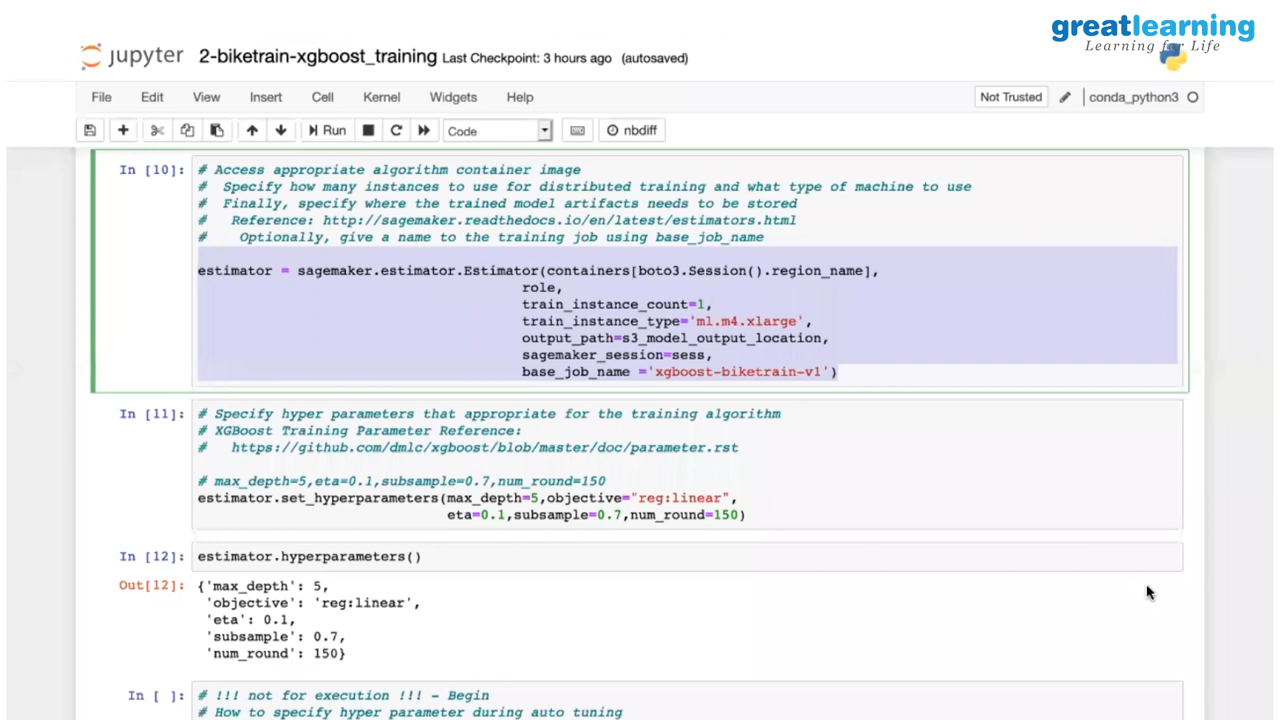 greatlearning
Learning for Life
jupyter 2-biketrain-xgboost_training Last Checkpoint: 3 hours ago (autosaved)
File Edit View Insert Cell Kernel Widgets Help Not Trusted conda_python3
Run Code nbdiff
In [10]: # Access appropriate algorithm container image
#  Specify how many instances to use for distributed training and what type of machine to use
#  Finally, specify where the trained model artifacts needs to be stored
#   Reference: http://sagemaker.readthedocs.io/en/latest/estimators.html
#    Optionally, give a name to the training job using base_job_name
estimator = sagemaker.estimator.Estimator(containers[boto3.Session().region_name],
role,
train_instance_count=1,
train_instance_type='ml.m4.xlarge',
output_path=s3_model_output_location,
sagemaker_session=sess,
base_job_name ='xgboost-biketrain-v1')
In [11]: # Specify hyper parameters that appropriate for the training algorithm
# XGBoost Training Parameter Reference:
#   https://github.com/dmlc/xgboost/blob/master/doc/parameter.rst
# max_depth=5,eta=0.1,subsample=0.7,num_round=150
estimator.set_hyperparameters(max_depth=5,objective="reg:linear",
eta=0.1,subsample=0.7,num_round=150)
In [12]: estimator.hyperparameters()
Out[12]: {'max_depth': 5,
'objective': 'reg:linear',
'eta': 0.1,
'subsample': 0.7,
'num_round': 150}
In [ ]: # !!! not for execution !!! - Begin
# How to specify hyper parameter during auto tuning